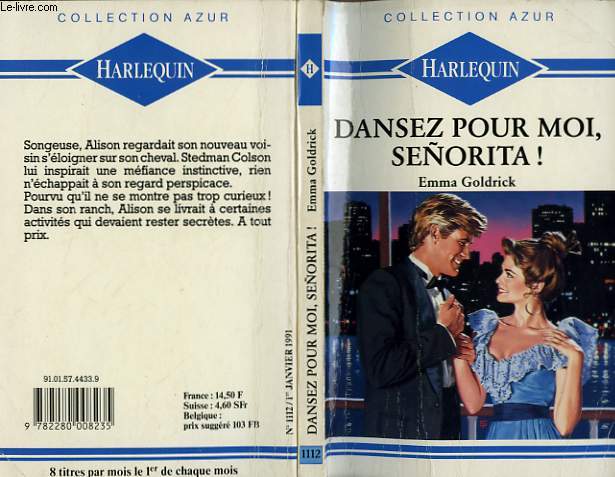 Le-livre.com
COLLECTION AZUR
HARLEQUIN
Songeuse, Alison regardait son nouveau voi-
sin s'éloigner sur son cheval. Stedman Colson
lui inspirait une méfiance instinctive, rien
n'échappait à son regard perspicace.
Pourvu qu'il ne se montre pas trop curieux !
Dans son ranch, Alison se livrait à certaines
activités qui devaient rester secrètes. A tout
prix.
91.01.57.4433.9
9 782280 008235
France : 14,50 F
Suisse : 4,60 SFr
Belgique :
prix suggéré 103 FB
8 titres par mois le 1er de chaque mois
H
Emma Goldrick
DANSEZ POUR MOI, SEÑORITA !
N° 1112 / 1er JANVIER 1991
1112
COLLECTION AZUR
HARLEQUIN
DANSEZ POUR MOI,
SEÑORITA !
Emma Goldrick